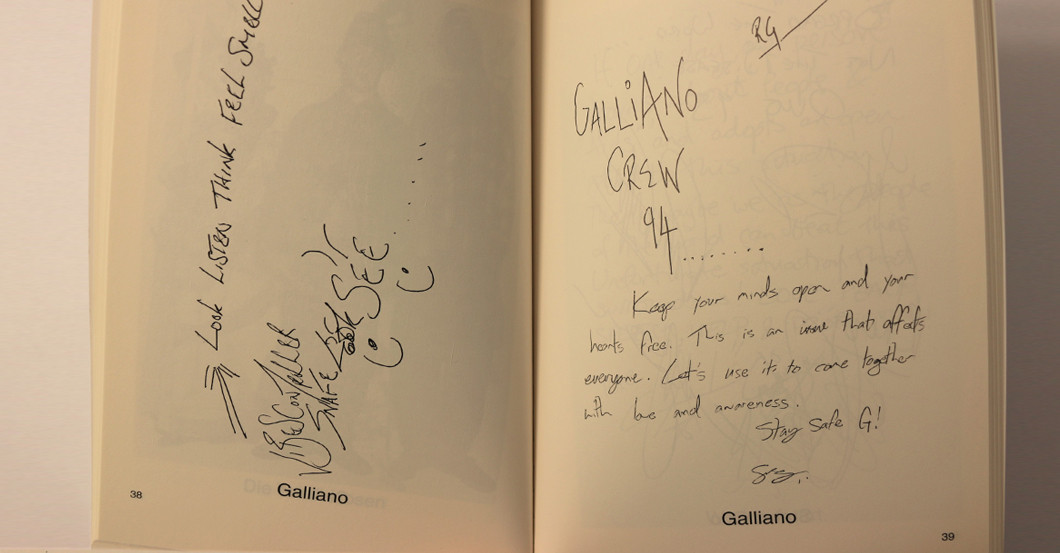 LOOK LISTEN THINK FEEL SMELL
SNAFE
SEE
Galliano
38
RG
GALLIANO
CREW
94........
Keep your minds open and your
hearts free. This is an issue that affects
everyone. Let's use it to come together
with love and awareness.
Stay Safe G!
Galliano
39